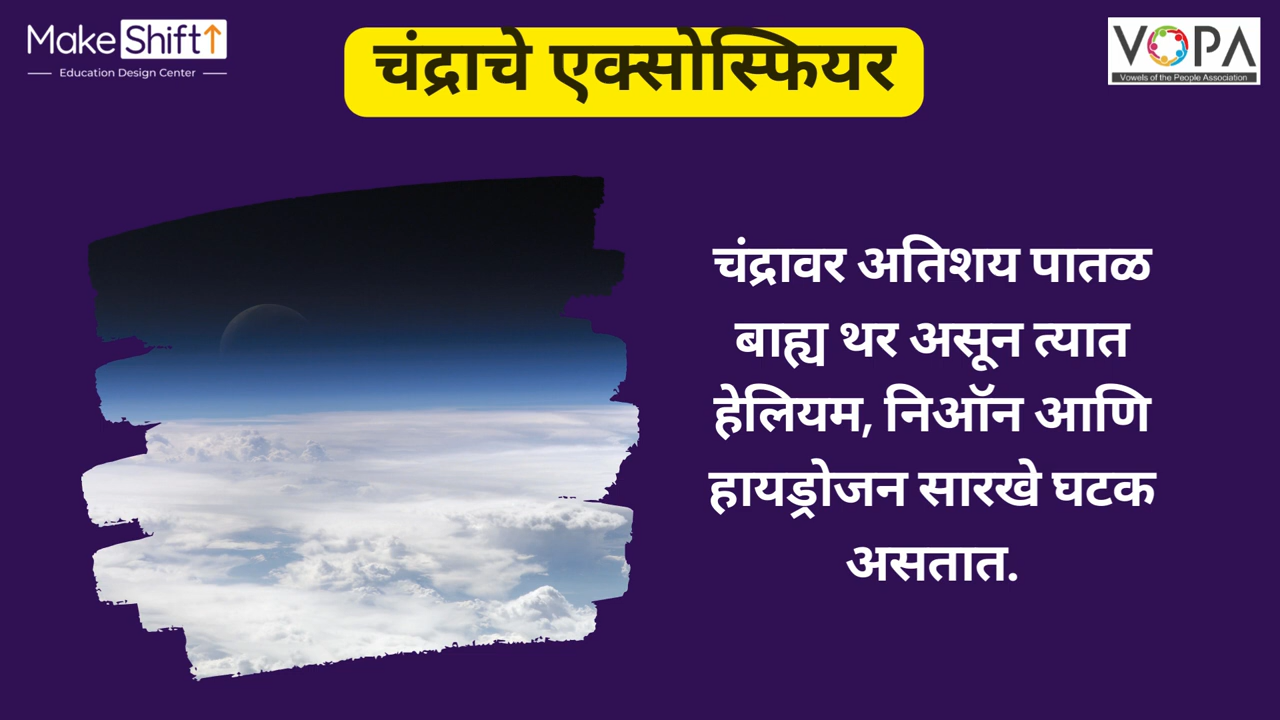 MakeShift
Education Design Center
चंद्राचे एक्सोस्फियर
VOPA
Vowels of the People Association
चंद्रावर अतिशय पातळ
बाह्य थर असून त्यात
हेलियम, निऑन आणि
हायड्रोजन सारखे घटक
असतात.